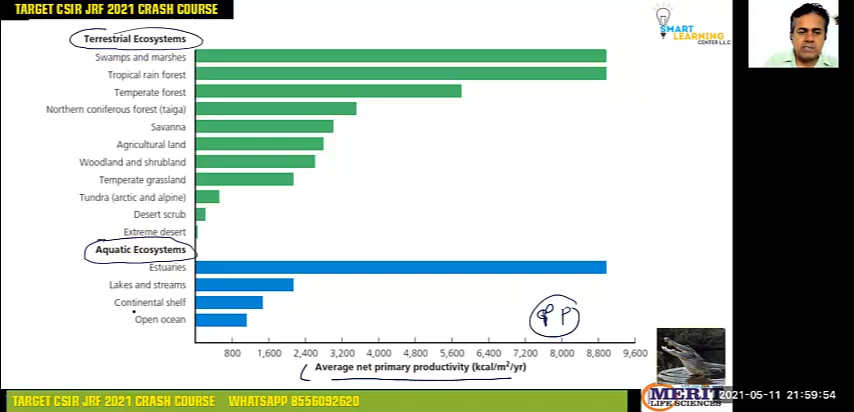 TARGET CSIR JRF 2021 CRASH COURSE
SMART
LEARNING
CENTER L.L.C
Terrestrial Ecosystems
Swamps and marshes
Tropical rain forest
Temperate forest
Northern coniferous forest (taiga)
Savanna
Agricultural land
Woodland and shrubland
Temperate grassland
Tundra (arctic and alpine)
Desert scrub
Extreme desert
Aquatic Ecosystems
Estuaries
Lakes and streams
Continental shelf
Open ocean
800 1,600 2,400 3,200 4,000 4,800 5,600 6,400 7,200 8,000 8,800 9,600
Average net primary productivity (kcal/m²/yr)
TARGET CSIR JRF 2021 CRASH COURSE WHATSAPP 8556092620
MERIT
LIFE SCIENCES
2021-05-11 21:59:54